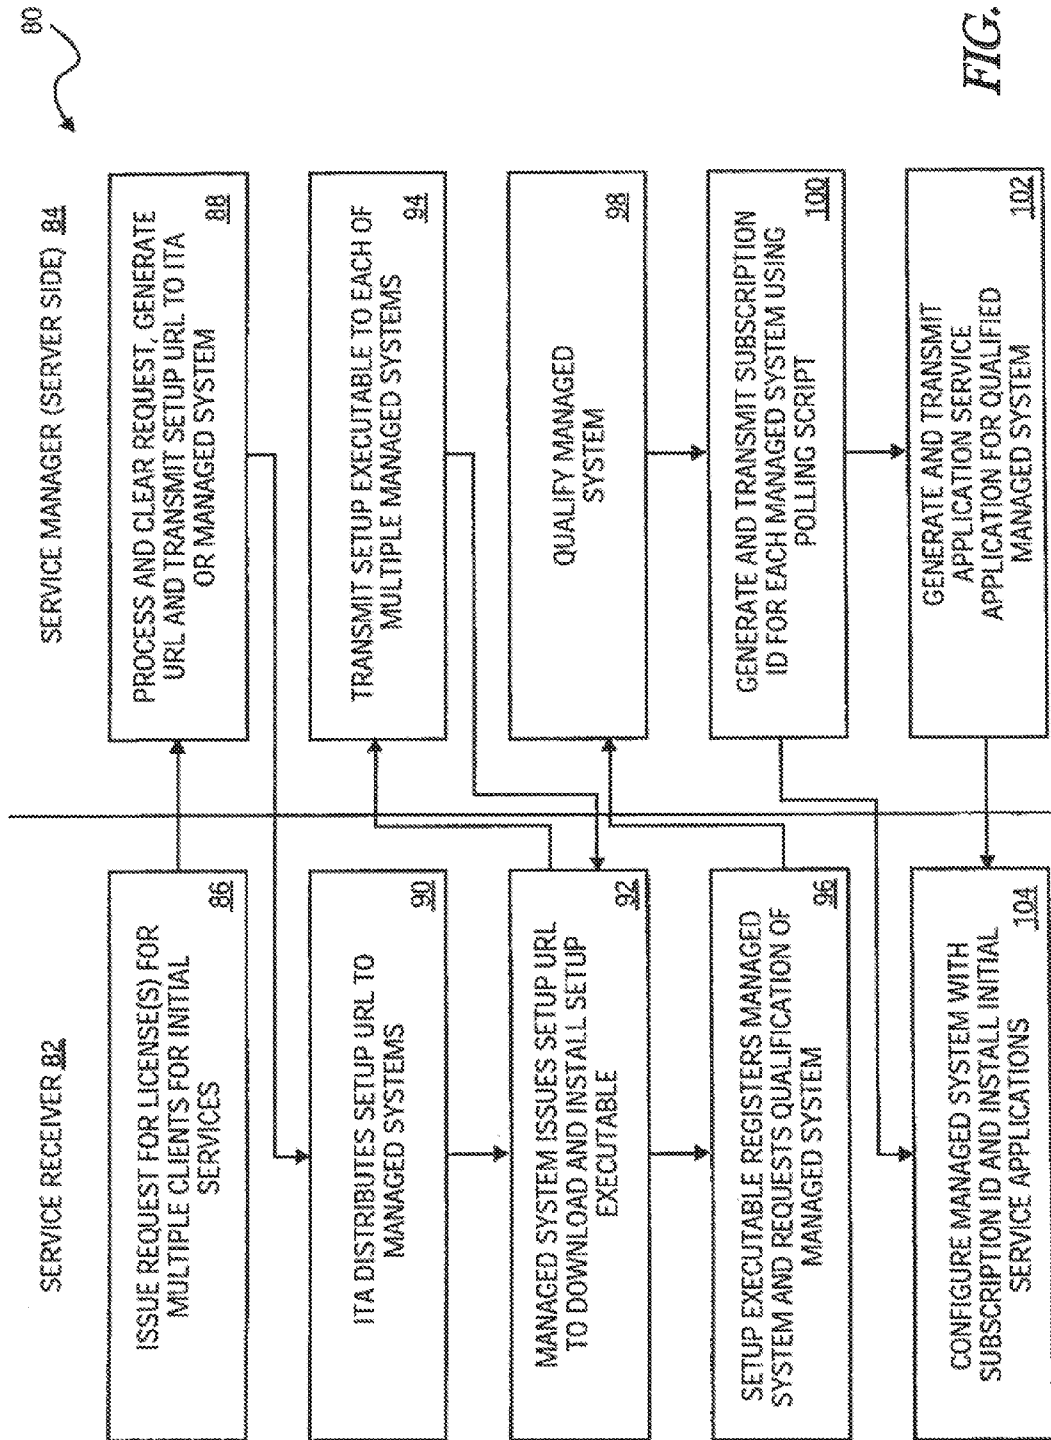 80
SERVICE RECEIVER 82
SERVICE MANAGER (SERVER SIDE) 84
ISSUE REQUEST FOR LICENSE(S) FOR
MULTIPLE CLIENTS FOR INITIAL
SERVICES
86
PROCESS AND CLEAR REQUEST, GENERATE
URL AND TRANSMIT SETUP URL TO ITA
OR MANAGED SYSTEM
88
ITA DISTRIBUTES SETUP URL TO
MANAGED SYSTEMS
90
TRANSMIT SETUP EXECUTABLE TO EACH OF
MULTIPLE MANAGED SYSTEMS
94
MANAGED SYSTEM ISSUES SETUP URL
TO DOWNLOAD AND INSTALL SETUP
EXECUTABLE
92
QUALIFY MANAGED
SYSTEM
98
SETUP EXECUTABLE REGISTERS MANAGED
SYSTEM AND REQUESTS QUALIFICATION OF
MANAGED SYSTEM
96
GENERATE AND TRANSMIT SUBSCRIPTION
ID FOR EACH MANAGED SYSTEM USING
POLLING SCRIPT
100
CONFIGURE MANAGED SYSTEM WITH
SUBSCRIPTION ID AND INSTALL INITIAL
SERVICE APPLICATIONS
104
GENERATE AND TRANSMIT
APPLICATION SERVICE
APPLICATION FOR QUALIFIED
MANAGED SYSTEM
102
FIG.